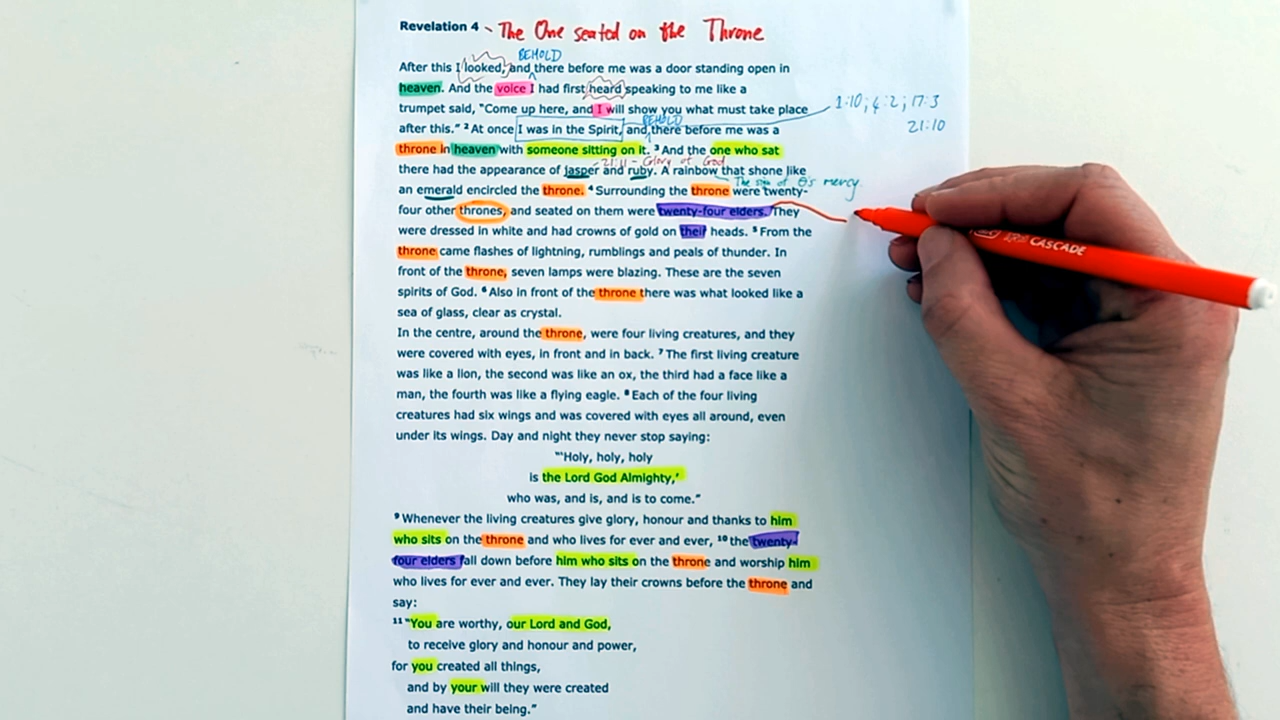 Revelation 4 - The One seated on the Throne
BEHOLD
After this I looked, and there before me was a door standing open in
heaven. And the voice I had first heard speaking to me like a
trumpet said, "Come up here, and I will show you what must take place
1:10; 4:2; 17:3
21:10
BEHOLD
after this." ² At once I was in the Spirit, and there before me was a
throne in heaven with someone sitting on it. ³ And the one who sat
21:11 - Glory of God
there had the appearance of jasper and ruby. A rainbow that shone like
The sign of θ's mercy
an emerald encircled the throne. ⁴ Surrounding the throne were twenty-
four other thrones, and seated on them were twenty-four elders. They
were dressed in white and had crowns of gold on their heads. ⁵ From the
throne came flashes of lightning, rumblings and peals of thunder. In
front of the throne, seven lamps were blazing. These are the seven
spirits of God. ⁶ Also in front of the throne there was what looked like a
sea of glass, clear as crystal.
In the centre, around the throne, were four living creatures, and they
were covered with eyes, in front and in back. ⁷ The first living creature
was like a lion, the second was like an ox, the third had a face like a
man, the fourth was like a flying eagle. ⁸ Each of the four living
creatures had six wings and was covered with eyes all around, even
under its wings. Day and night they never stop saying:
"'Holy, holy, holy
is the Lord God Almighty,'
who was, and is, and is to come."
⁹ Whenever the living creatures give glory, honour and thanks to him
who sits on the throne and who lives for ever and ever, ¹⁰ the twenty-
four elders fall down before him who sits on the throne and worship him
who lives for ever and ever. They lay their crowns before the throne and
say:
¹¹ "You are worthy, our Lord and God,
to receive glory and honour and power,
for you created all things,
and by your will they were created
and have their being."
CASCADE